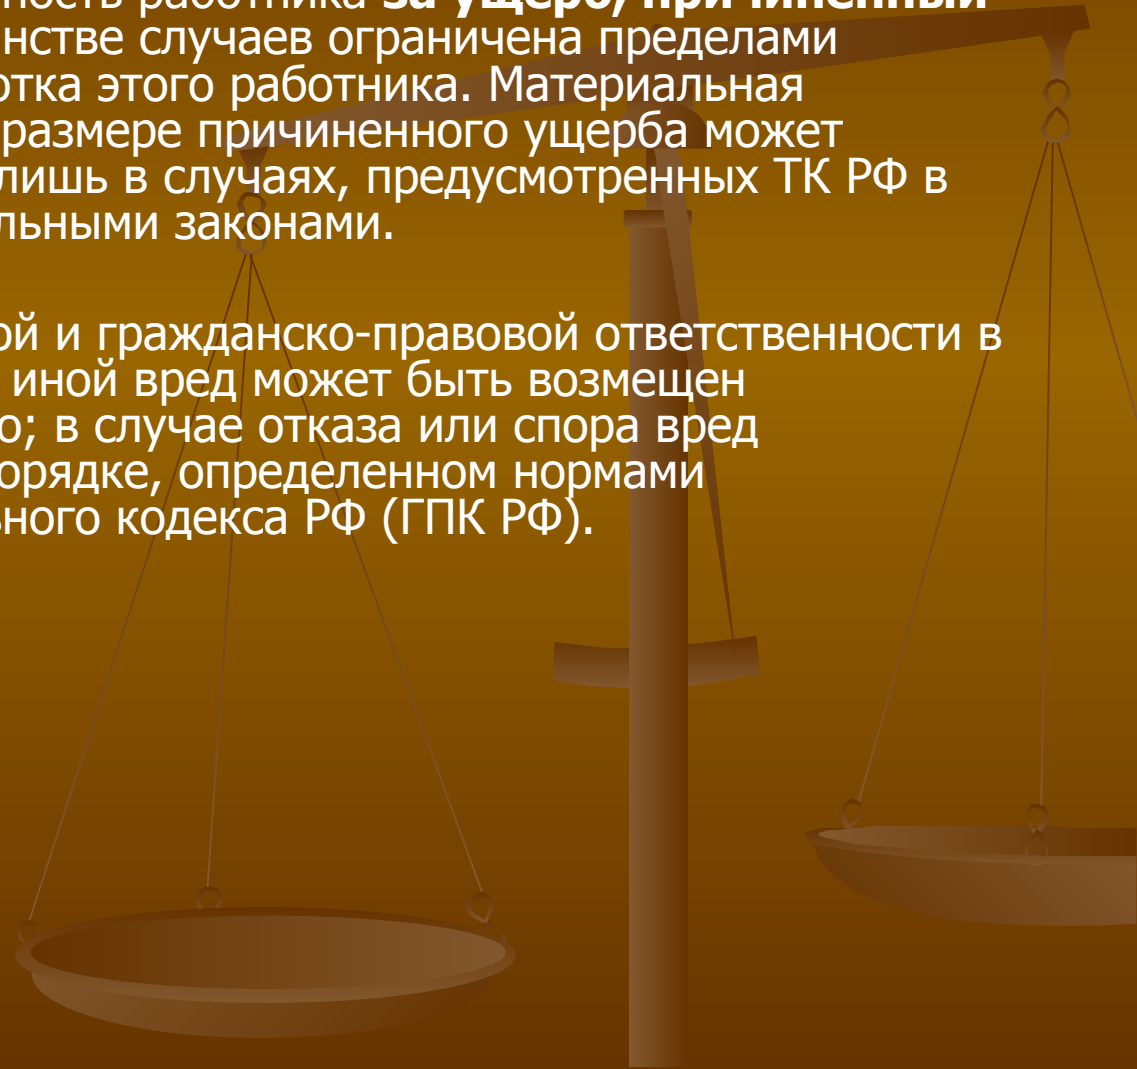 ность работника за ущерб, причиненный
нстве случаев ограничена пределами
отка этого работника. Материальная
размере причиненного ущерба может
лишь в случаях, предусмотренных ТК РФ в
льными законами.
ой и гражданско-правовой ответственности в
иной вред может быть возмещен
о; в случае отказа или спора вред
орядке, определенном нормами
ьного кодекса РФ (ГПК РФ).